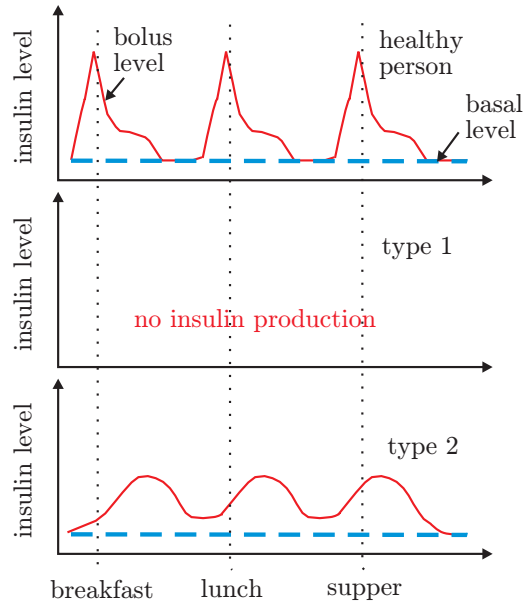 insulin level
bolus
level
healthy
person
basal
level
insulin level
type 1
no insulin production
insulin level
type 2
breakfast
lunch
supper